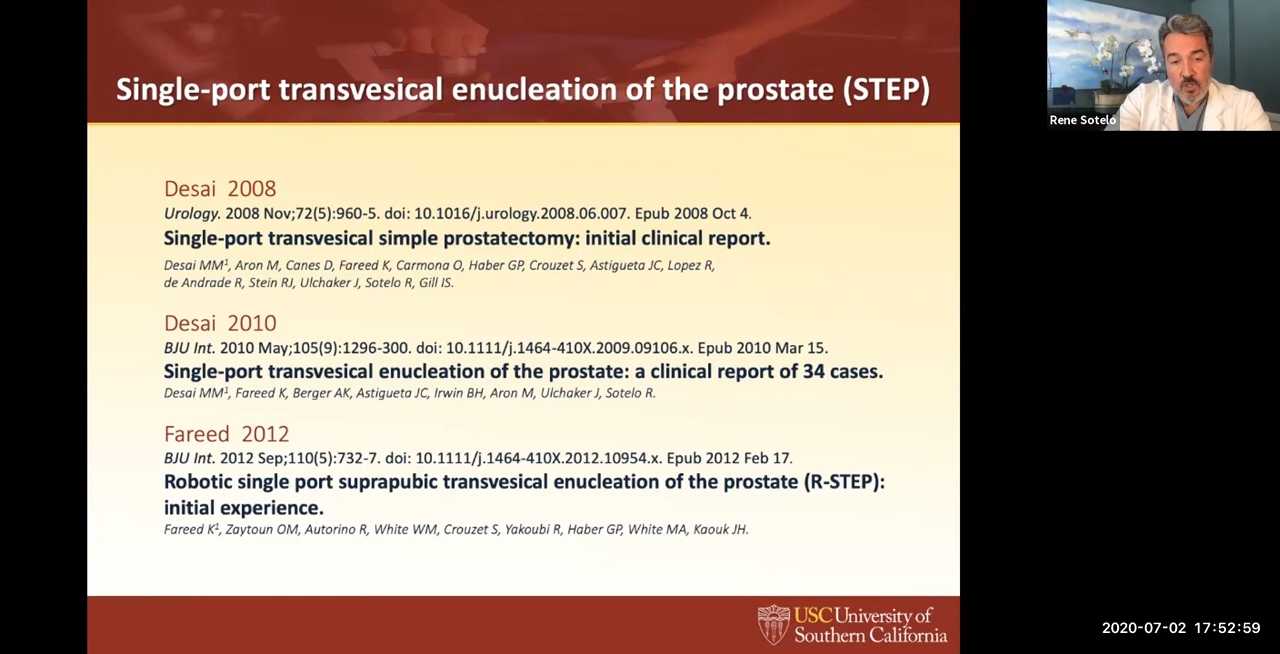 Single-port transvesical enucleation of the prostate (STEP)
Rene Sotelo
Desai 2008
Urology. 2008 Nov;72(5):960-5. doi: 10.1016/j.urology.2008.06.007. Epub 2008 Oct 4.
Single-port transvesical simple prostatectomy: initial clinical report.
Desai MM1, Aron M, Canes D, Fareed K, Carmona O, Haber GP, Crouzet S, Astigueta JC, Lopez R,
de Andrade R, Stein RJ, Ulchaker J, Sotelo R, Gill IS.
Desai 2010
BJU Int. 2010 May;105(9):1296-300. doi: 10.1111/j.1464-410X.2009.09106.x. Epub 2010 Mar 15.
Single-port transvesical enucleation of the prostate: a clinical report of 34 cases.
Desai MM1, Fareed K, Berger AK, Astigueta JC, Irwin BH, Aron M, Ulchaker J, Sotelo R.
Fareed 2012
BJU Int. 2012 Sep;110(5):732-7. doi: 10.1111/j.1464-410X.2012.10954.x. Epub 2012 Feb 17.
Robotic single port suprapubic transvesical enucleation of the prostate (R-STEP):
initial experience.
Fareed K1, Zaytoun OM, Autorino R, White WM, Crouzet S, Yakoubi R, Haber GP, White MA, Kaouk JH.
USC University of
Southern California
2020-07-02 17:52:59